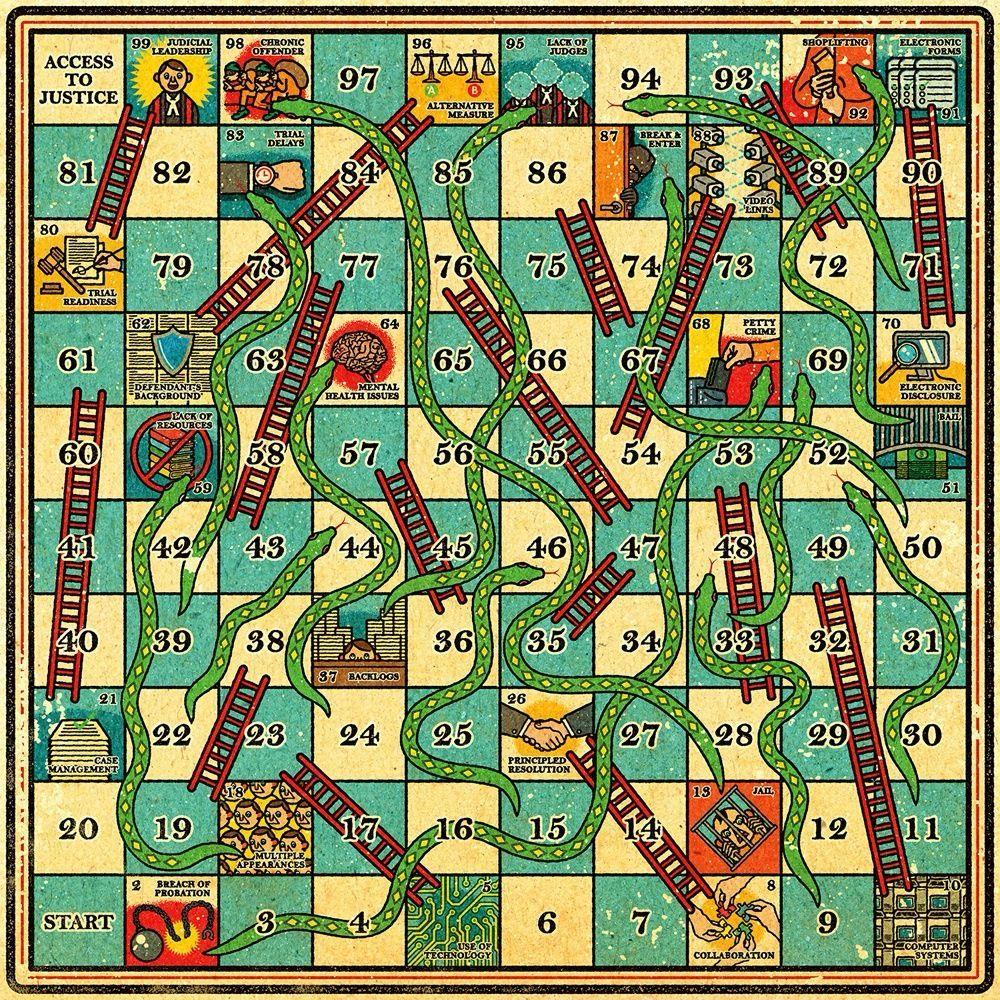 ACCESS
TO
JUSTICE
99 JUDICIAL
LEADERSHIP
98 CHRONIC
OFFENDER
97
96
A B
ALTERNATIVE
MEASURE
95 LACK OF
JUDGES
94
93
SHOPLIFTING
92
ELECTRONIC
FORMS
91
81
82
83 TRIAL
DELAYS
84
85
86
87 BREAK &
ENTER
88
VIDEO
LINKS
89
90
80
TRIAL
READINESS
79
78
77
76
75
74
73
72
71
61
62
DEFENDANT'S
BACKGROUND
63
64
MENTAL
HEALTH ISSUES
65
66
67
68 PETTY
CRIME
69
70
ELECTRONIC
DISCLOSURE
60
LACK OF
RESOURCES
59
58
57
56
55
54
53
52
BAIL
51
41
42
43
44
45
46
47
48
49
50
40
39
38
37 BACKLOGS
36
35
34
33
32
31
21
CASE
MANAGEMENT
22
23
24
25
26
PRINCIPLED
RESOLUTION
27
28
29
30
20
19
18
MULTIPLE
APPEARANCES
17
16
15
14
13 JAIL
12
11
START
2 BREACH OF
PROBATION
3
4
5
USE OF
TECHNOLOGY
6
7
8
COLLABORATION
9
10
COMPUTER
SYSTEMS